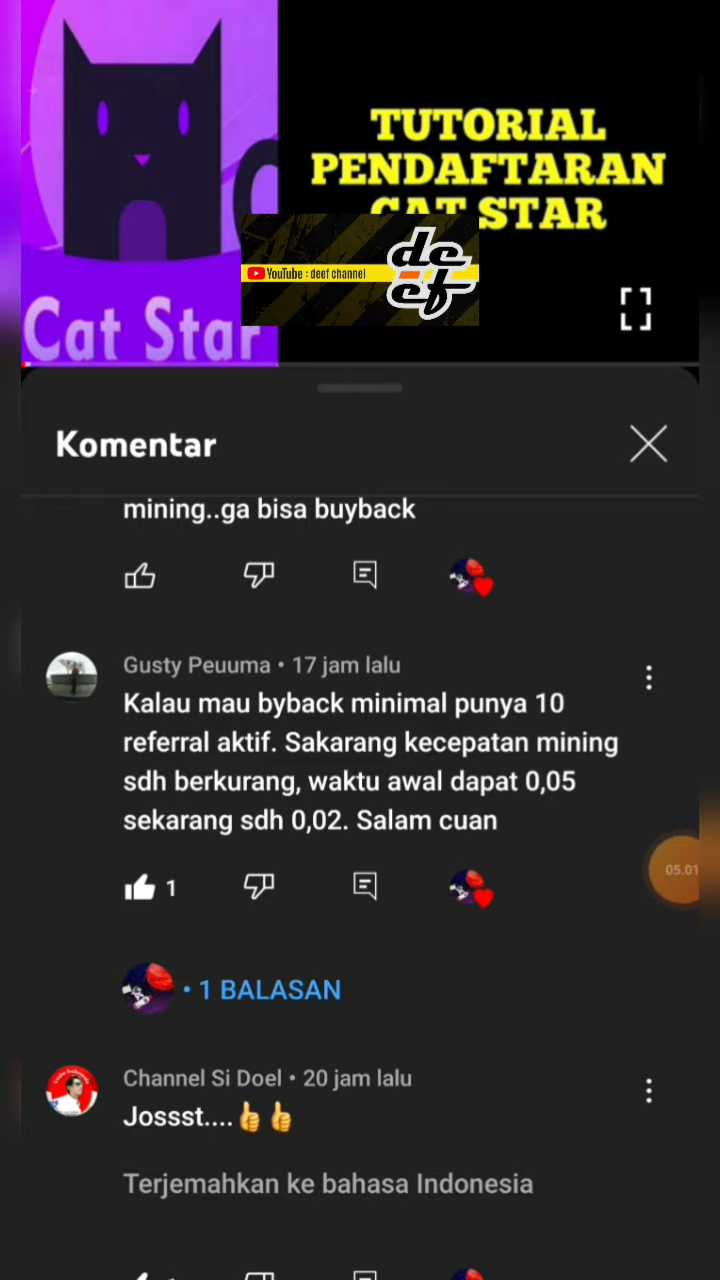 TUTORIAL
PENDAFTARAN
CAT STAR
YouTube : deef channel
de
ef
Cat Star
Komentar
mining..ga bisa buyback
Gusty Peuuma • 17 jam lalu
Kalau mau byback minimal punya 10
referral aktif. Sakarang kecepatan mining
sdh berkurang, waktu awal dapat 0,05
sekarang sdh 0,02. Salam cuan
1
05.01
• 1 BALASAN
Channel Si Doel • 20 jam lalu
Jossst....👍👍
Terjemahkan ke bahasa Indonesia